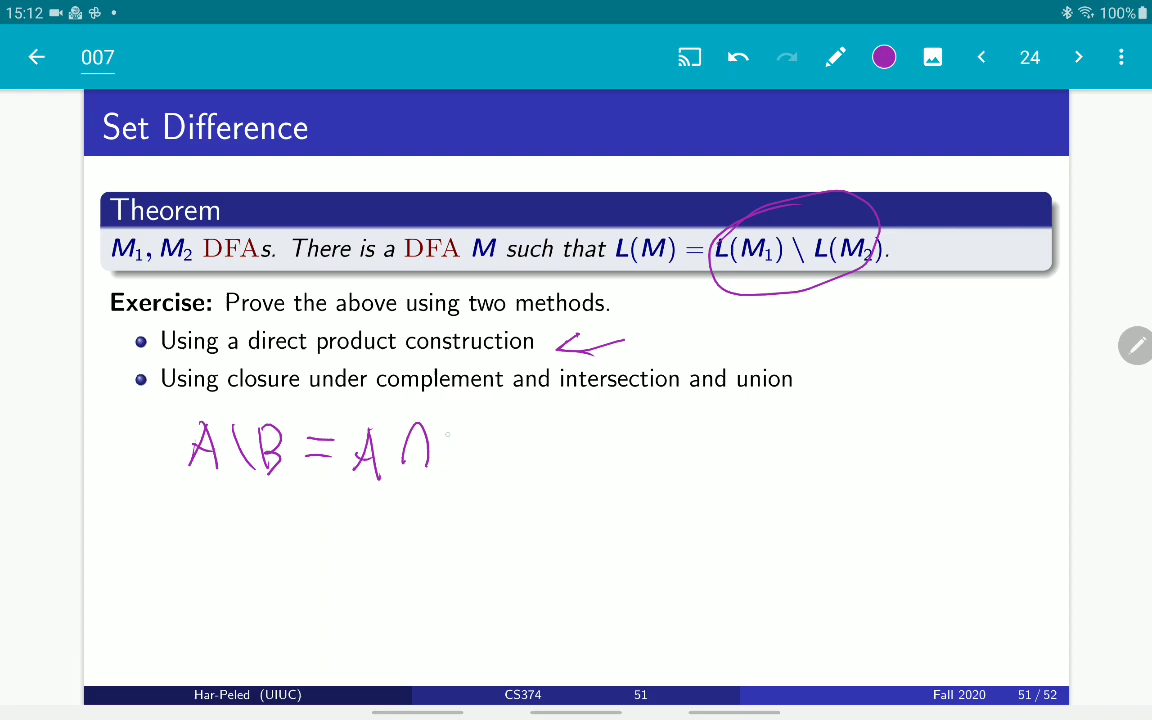 15:12 100%
007 24
Set Difference
Theorem
M₁, M₂ DFAs. There is a DFA M such that L(M) = L(M₁) \ L(M₂).
Exercise: Prove the above using two methods.
Using a direct product construction
Using closure under complement and intersection and union
A \ B = A ∩
Har-Peled (UIUC) CS374 51 Fall 2020 51 / 52